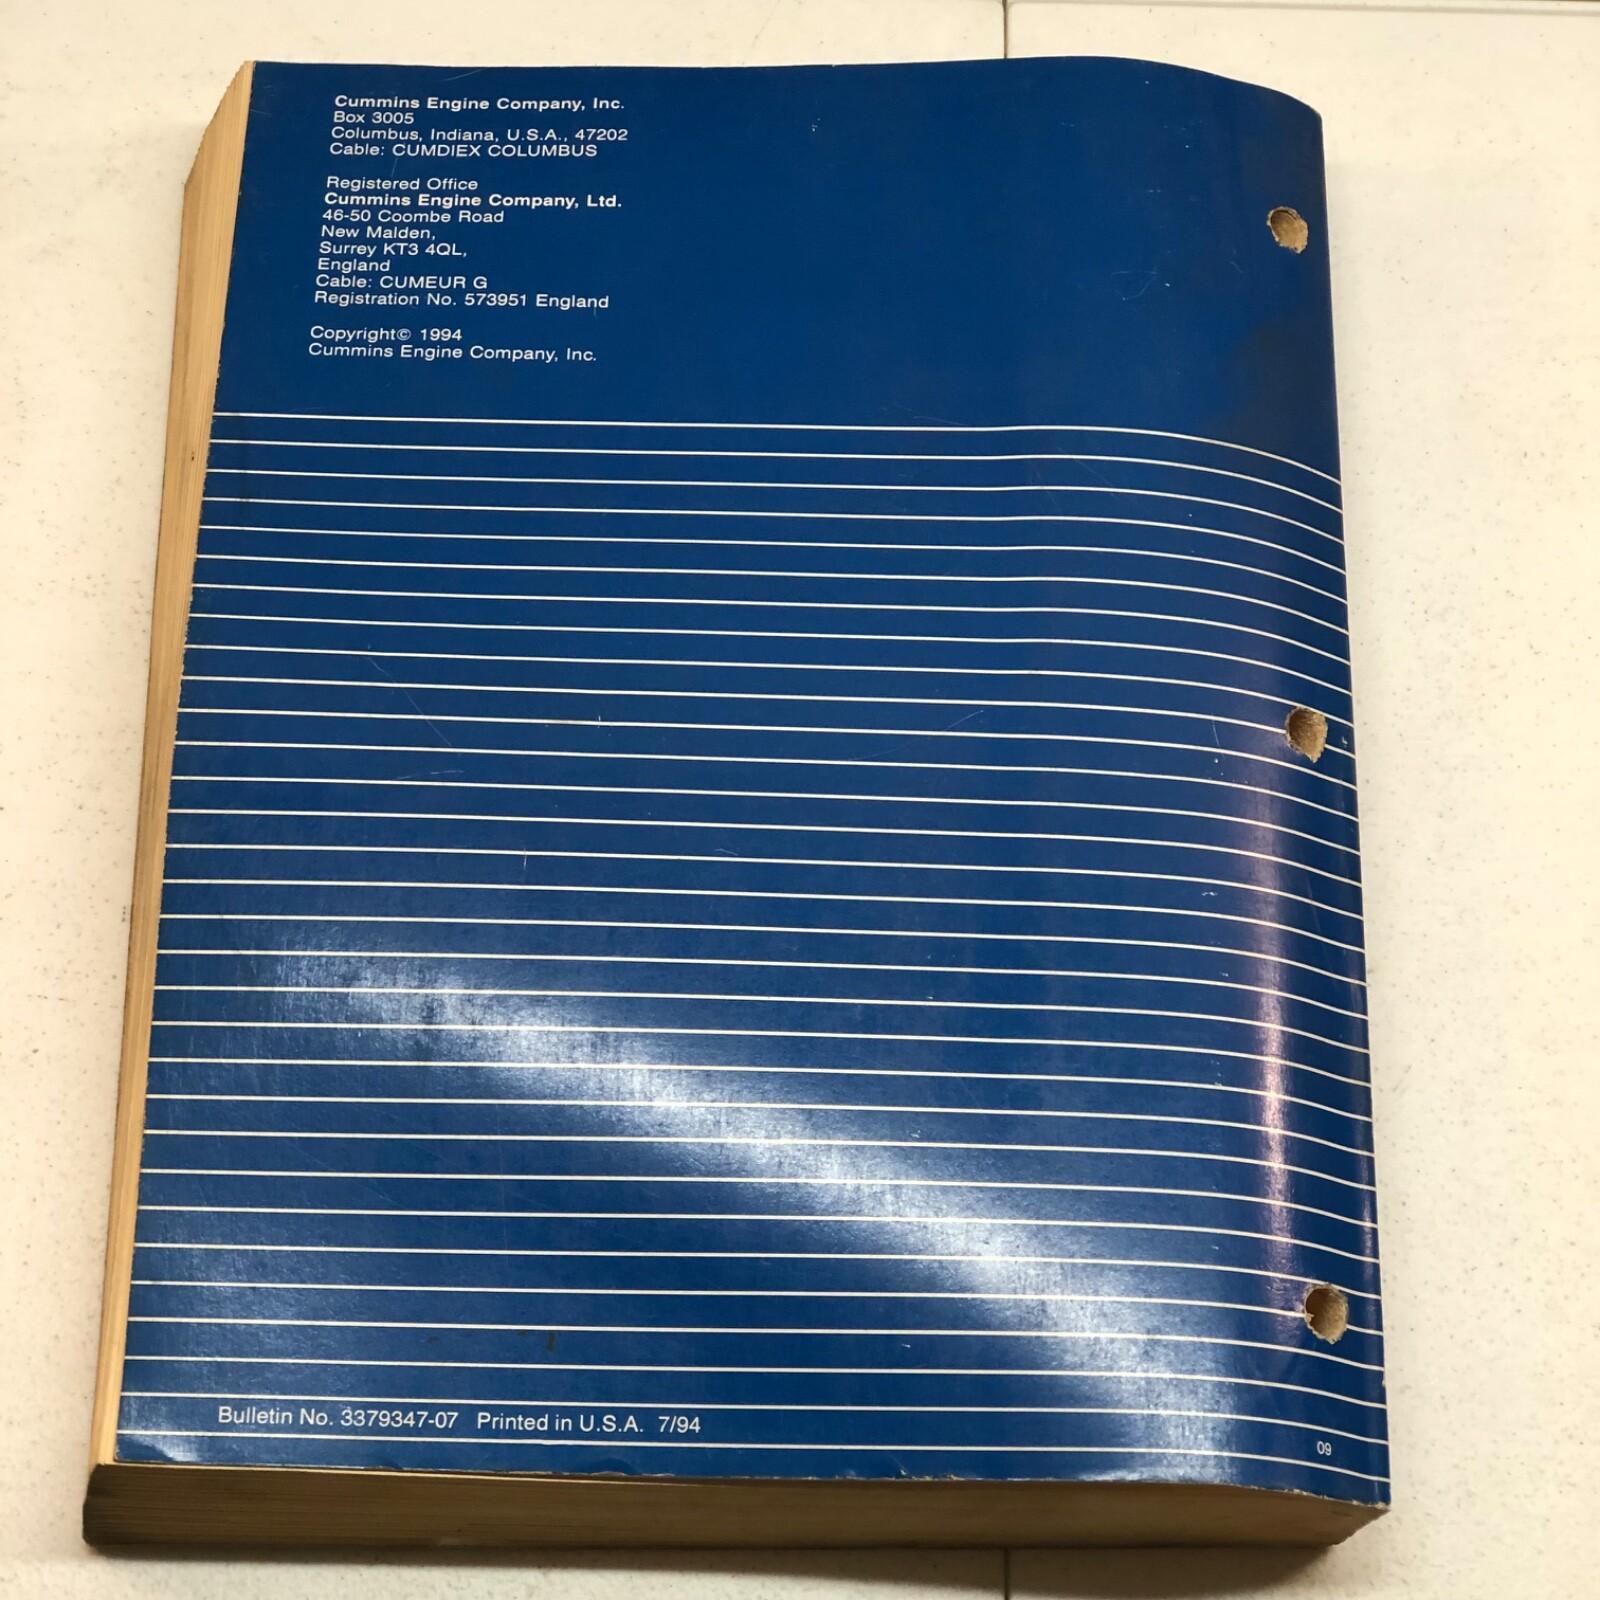 Cummins Engine Company, Inc.
Box 3005
Columbus, Indiana, U.S.A., 47202
Cable: CUMDIEX COLUMBUS
Registered Office
Cummins Engine Company, Ltd.
46-50 Coombe Road
New Malden,
Surrey KT3 4QL,
England
Cable: CUMEUR G
Registration No. 573951 England
Copyright© 1994
Cummins Engine Company, Inc.
Bulletin No. 3379347-07 Printed in U.S.A. 7/94
09